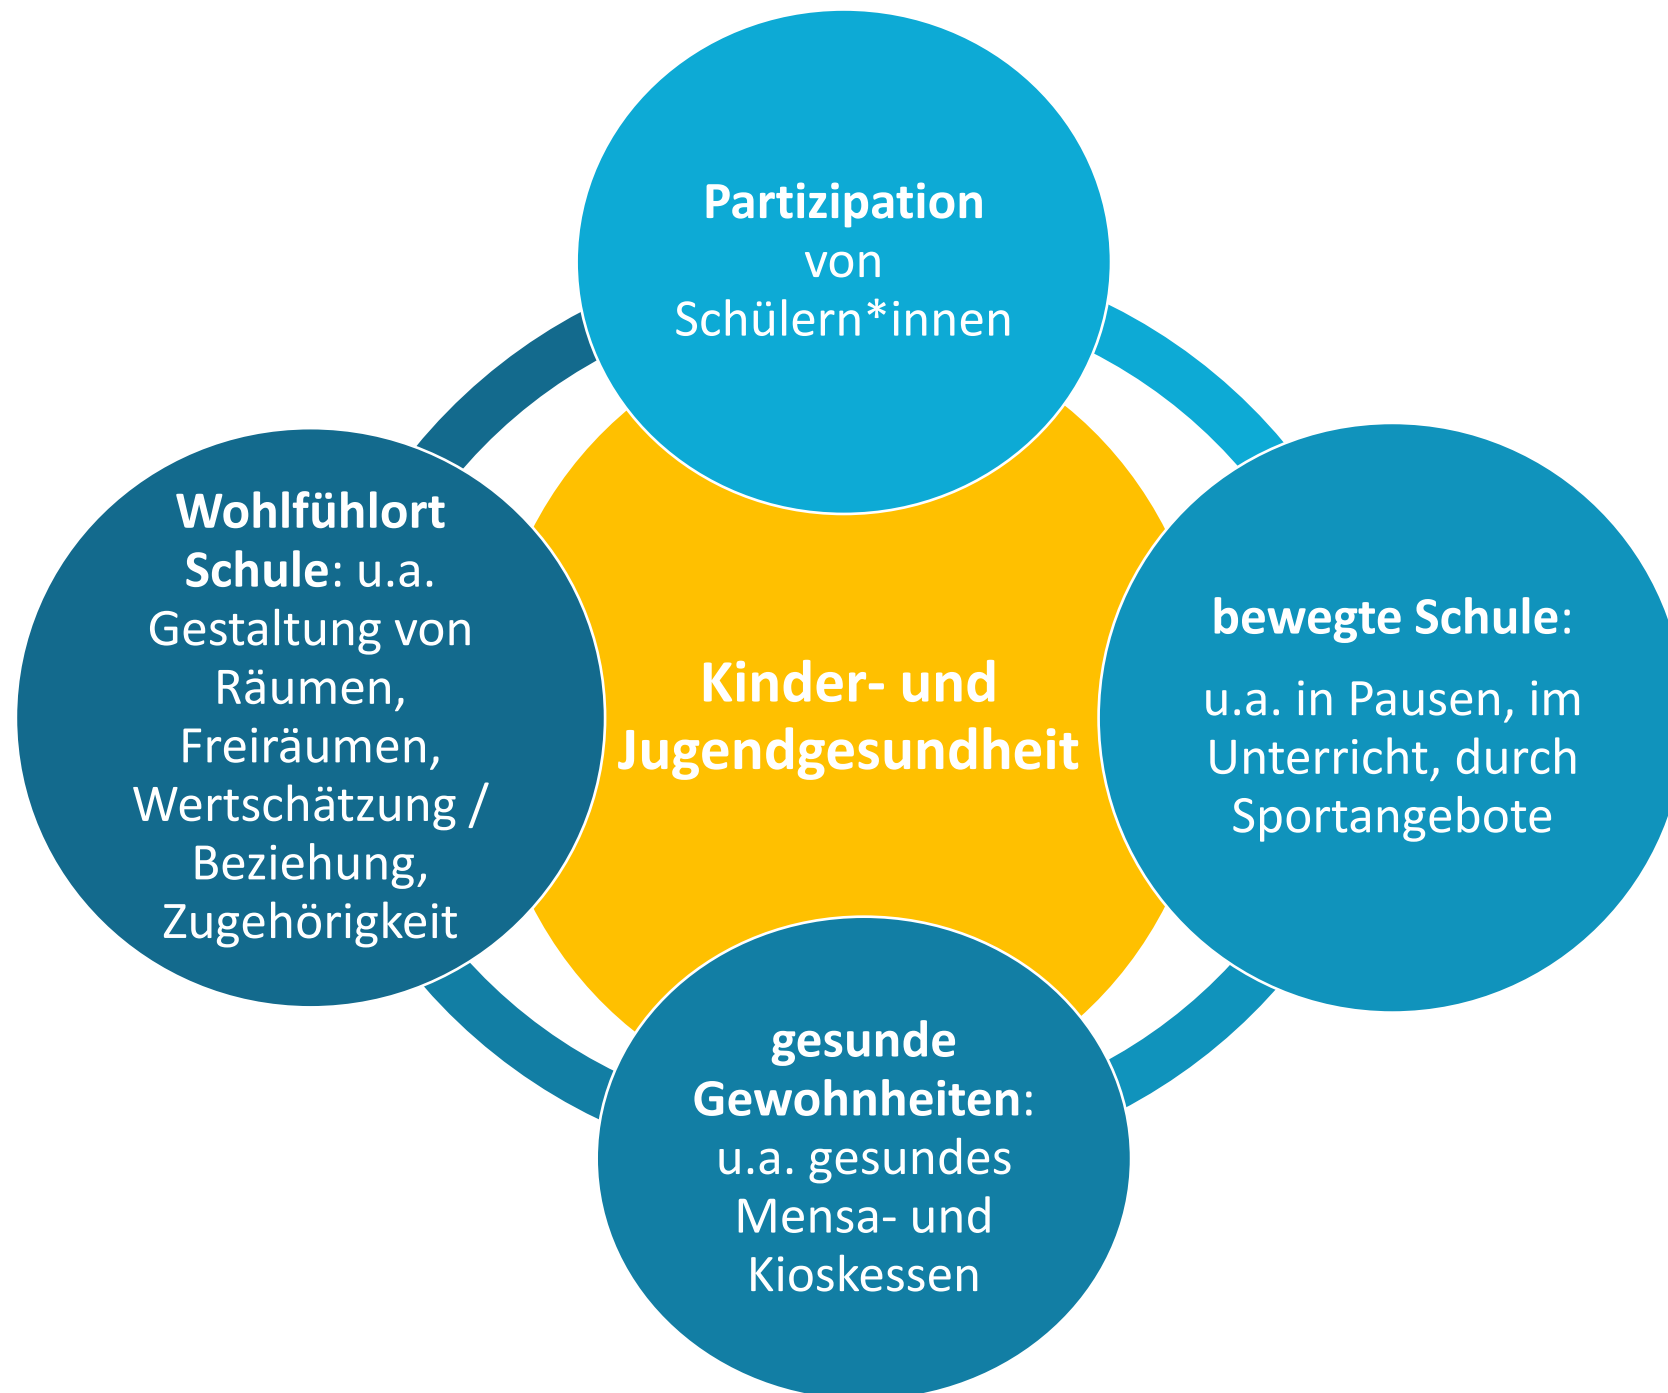 Partizipation
von
Schülern*innen
Wohlfühlort
Schule: u.a.
Gestaltung von
Räumen,
Freiräumen,
Wertschätzung /
Beziehung,
Zugehörigkeit
Kinder- und
Jugendgesundheit
bewegte Schule:
u.a. in Pausen, im
Unterricht, durch
Sportangebote
gesunde
Gewohnheiten:
u.a. gesundes
Mensa- und
Kioskessen